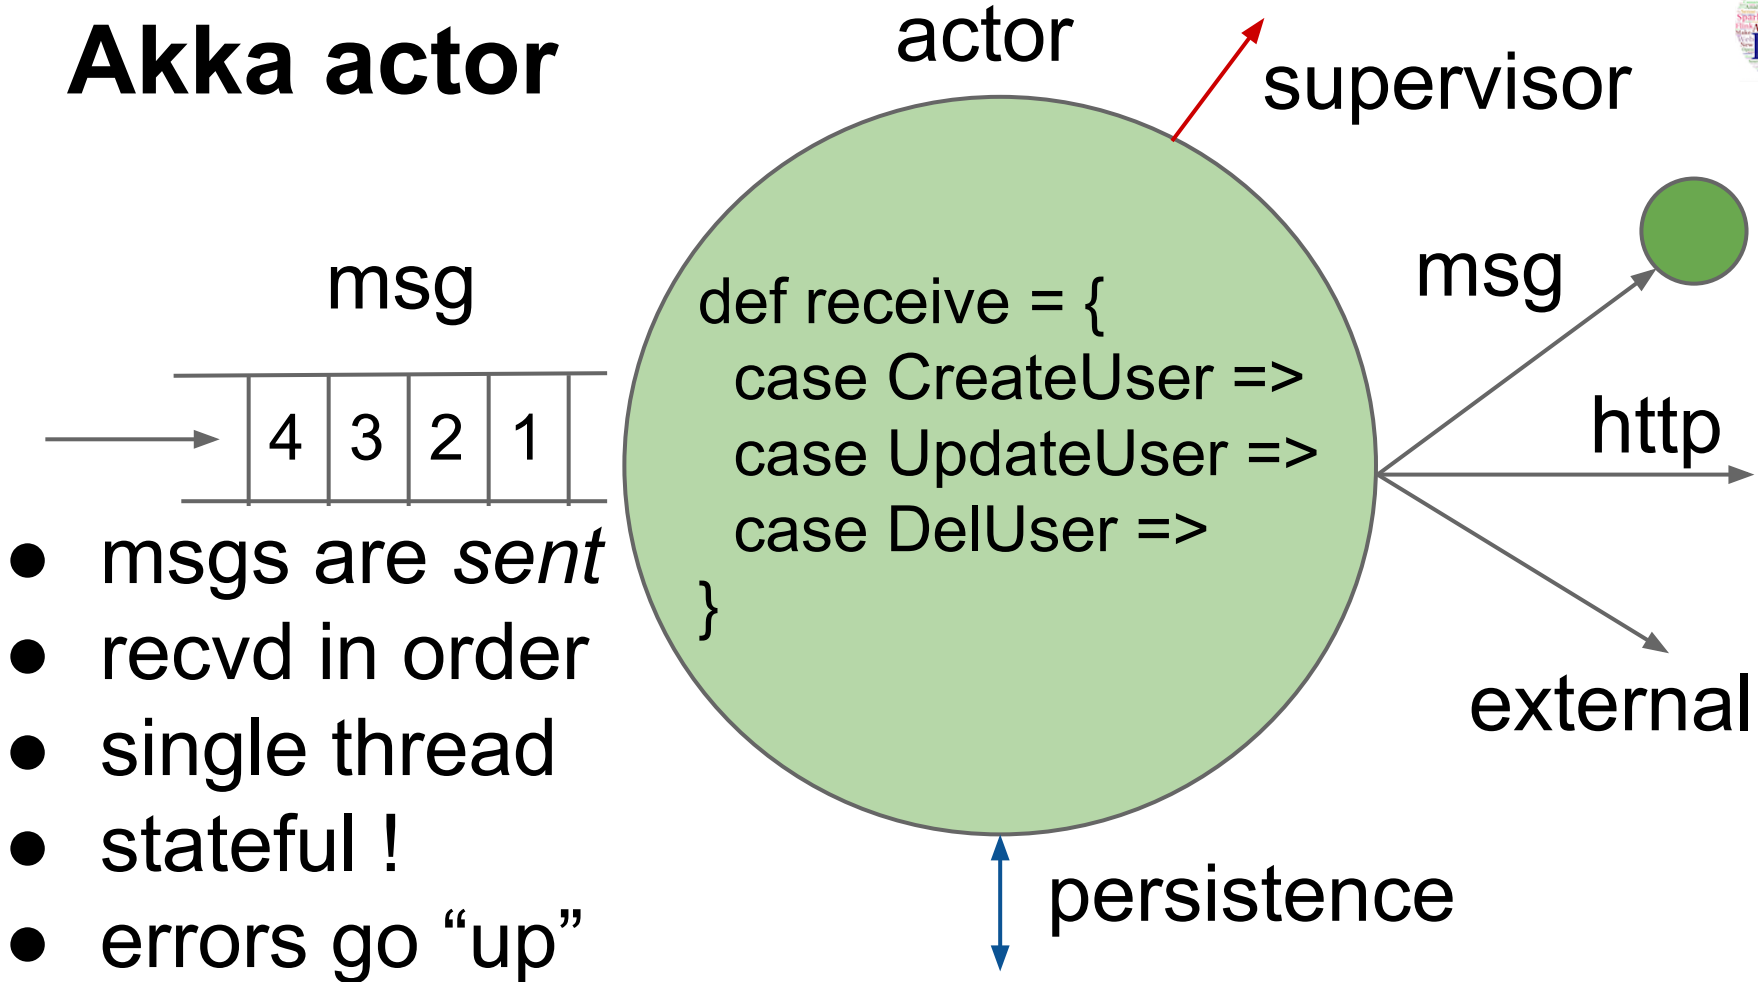 Akka actor
actor
supervisor
msg
4 3 2 1
def receive = {
case CreateUser =>
case UpdateUser =>
case DelUser =>
}
msg
http
external
persistence
● msgs are sent
● recvd in order
● single thread
● stateful !
● errors go “up”